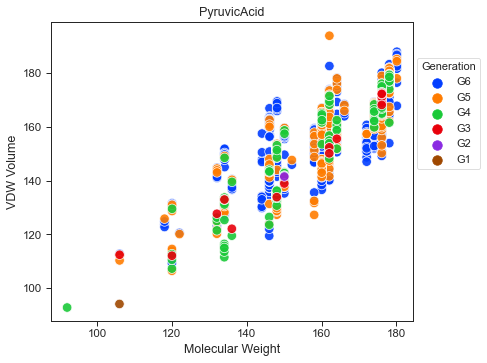 PyruvicAcid
VDW Volume
180
160
140
120
100
100
120
140
160
180
Molecular Weight
Generation
G6
G5
G4
G3
G2
G1